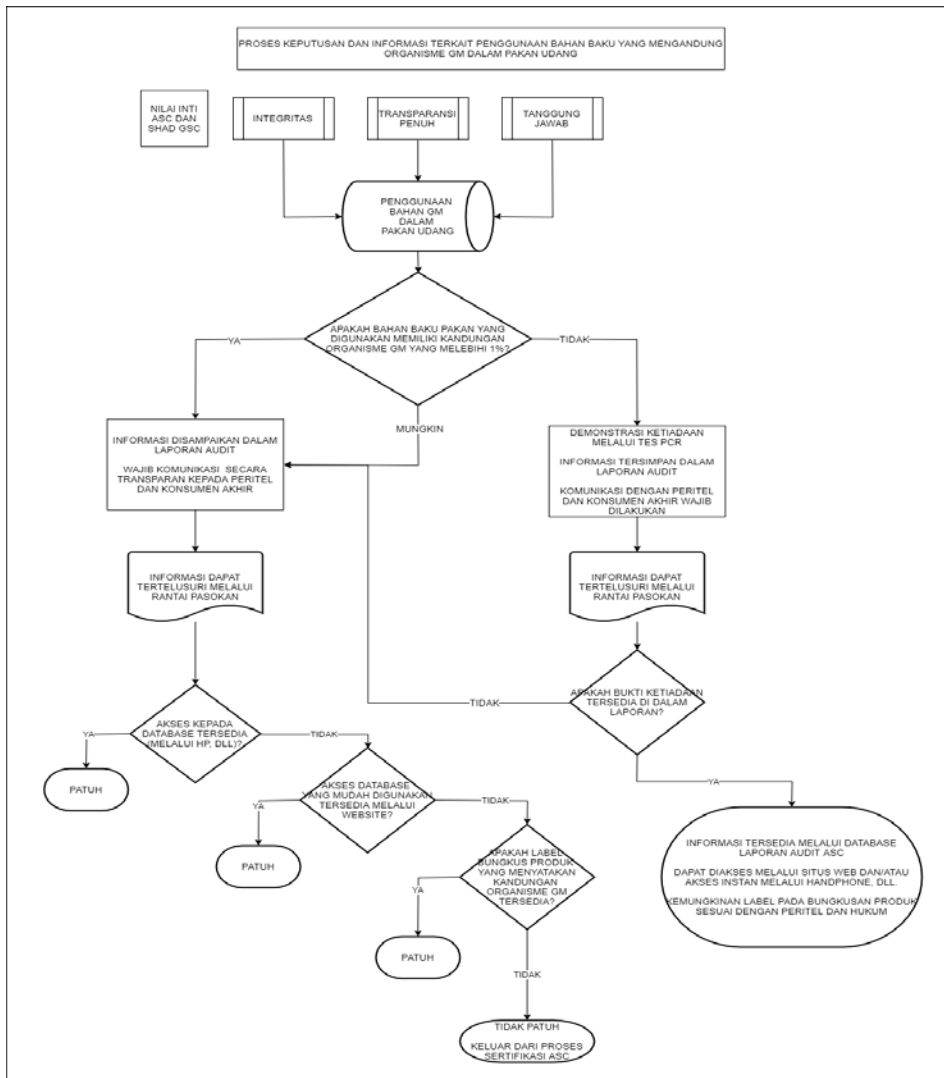 PROSES KEPUTUSAN DAN INFORMASI TERKAIT PENGGUNAAN BAHAN BAKU YANG MENGANDUNG
ORGANISME GM DALAM PAKAN UDANG
NILAI INTI
ASC DAN
SHAD GSC
INTEGRITAS
TRANSPARANSI
PENUH
TANGGUNG
JAWAB
PENGGUNAAN
BAHAN GM
DALAM
PAKAN UDANG
APAKAH BAHAN BAKU PAKAN YANG
DIGUNAKAN MEMILIKI KANDUNGAN
ORGANISME GM YANG MELEBIHI 1%?
YA
TIDAK
MUNGKIN
INFORMASI DISAMPAIKAN DALAM
LAPORAN AUDIT
WAJIB KOMUNIKASI SECARA
TRANSPARAN KEPADA PERITEL
DAN KONSUMEN AKHIR
DEMONSTRASI KETIADAAN
MELALUI TES PCR
INFORMASI TERSIMPAN DALAM
LAPORAN AUDIT
KOMUNIKASI DENGAN PERITEL
DAN KONSUMEN AKHIR WAJIB
DILAKUKAN
INFORMASI DAPAT
TERTELUSURI MELALUI
RANTAI PASOKAN
INFORMASI DAPAT
TERTELUSURI MELALUI
RANTAI PASOKAN
APAKAH BUKTI KETIADAAN
TERSEDIA DI DALAM
LAPORAN?
TIDAK
AKSES KEPADA
DATABASE TERSEDIA
(MELALUI HP, DLL)?
YA
TIDAK
PATUH
AKSES DATABASE
YANG MUDAH DIGUNAKAN
TERSEDIA MELALUI
WEBSITE?
YA
TIDAK
YA
PATUH
APAKAH LABEL
BUNGKUS PRODUK
YANG MENYATAKAN
KANDUNGAN
ORGANISME GM
TERSEDIA?
YA
PATUH
INFORMASI TERSEDIA MELALUI DATABASE
LAPORAN AUDIT ASC
DAPAT DIAKSES MELALUI SITUS WEB DAN/ATAU
AKSES INSTAN MELALUI HANDPHONE, DLL.
KEMUNGKINAN LABEL PADA BUNGKUSAN PRODUK
SESUAI DENGAN PERITEL DAN HUKUM
TIDAK
TIDAK PATUH
KELUAR DARI PROSES
SERTIFIKASI ASC